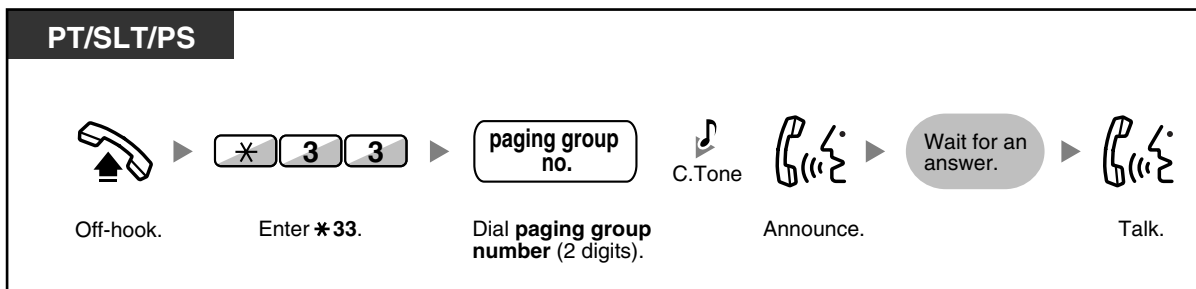 PT/SLT/PS
* 3 3
paging group
no.
C.Tone
Wait for an
answer.
Off-hook.
Enter *33.
Dial paging group
number (2 digits).
Announce.
Talk.